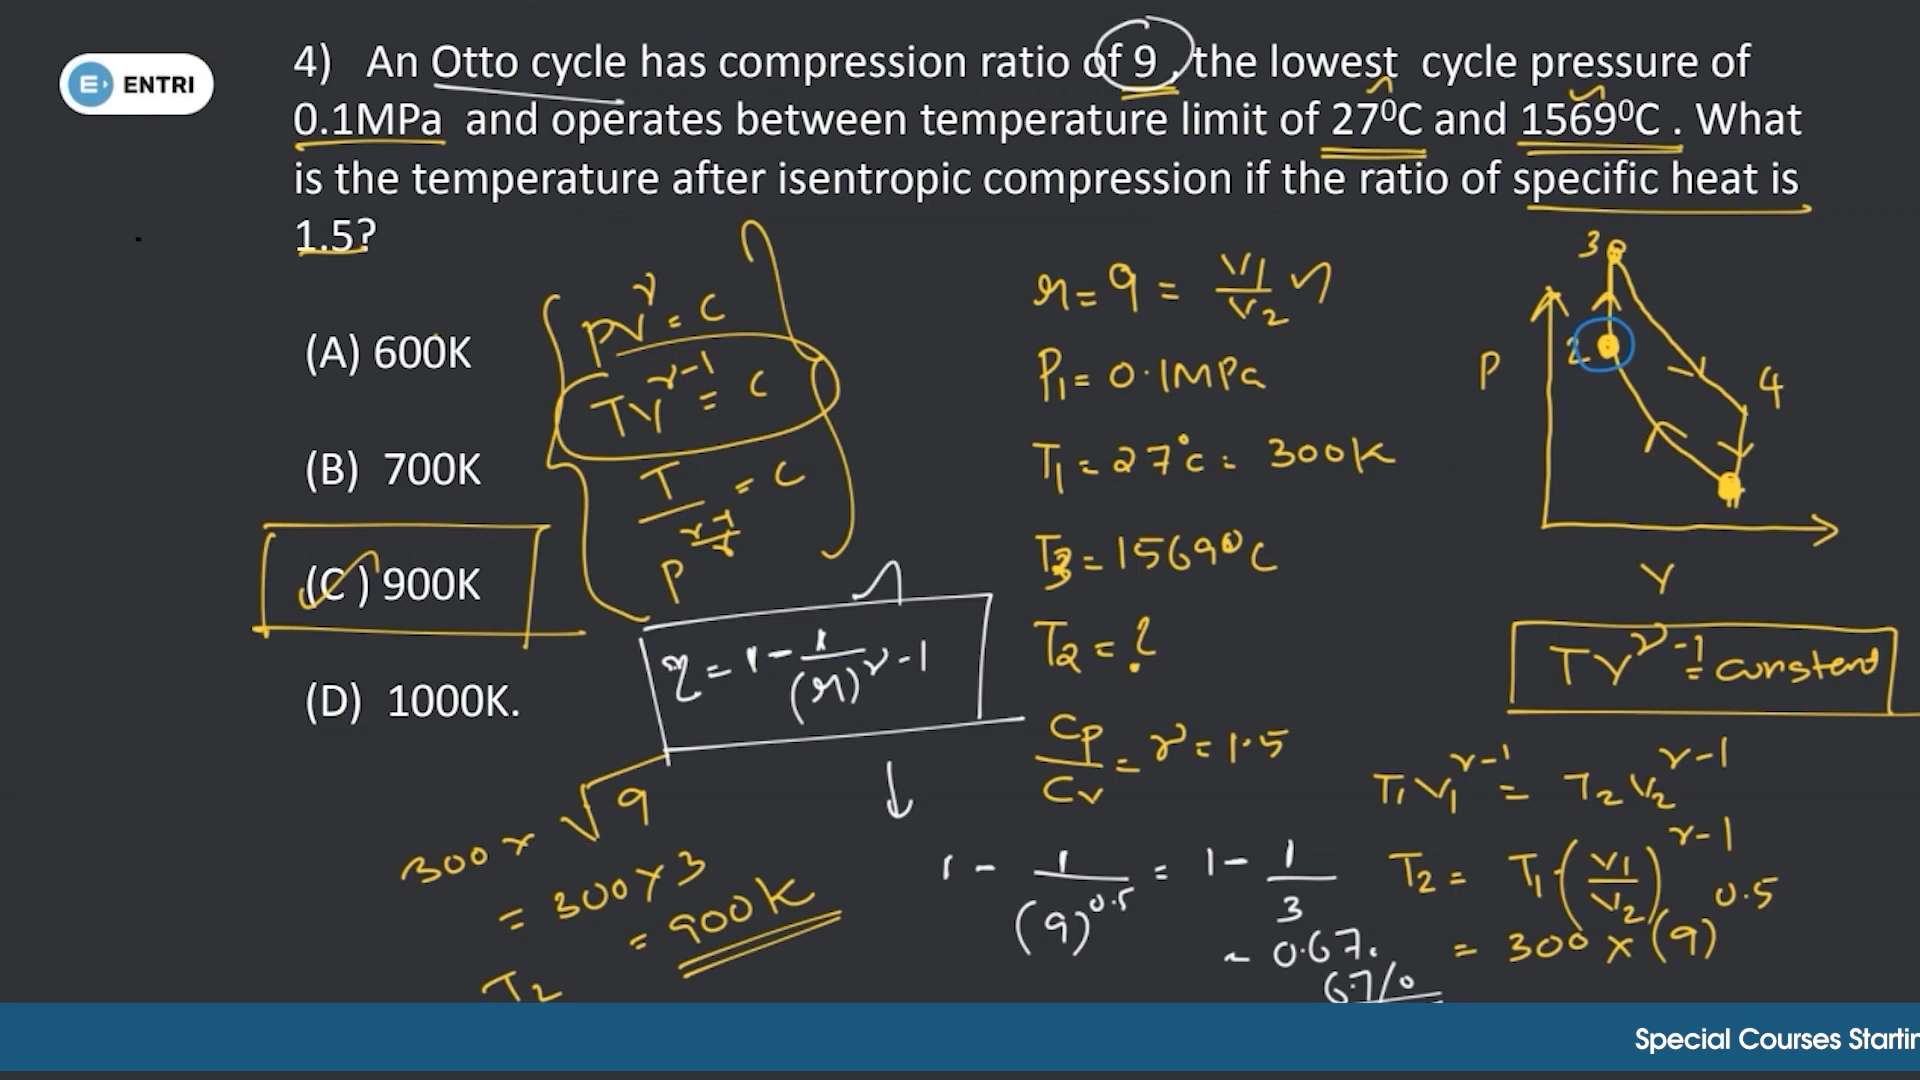 E ENTRI
4) An Otto cycle has compression ratio of 9 , the lowest cycle pressure of
0.1MPa and operates between temperature limit of 27⁰C and 1569⁰C . What
is the temperature after isentropic compression if the ratio of specific heat is
1.5?
(A) 600K
(B) 700K
(C ) 900K
(D) 1000K.
PV^γ = C
TV^γ-1 = C
T/P^γ-1/γ = C
η = 1 - 1/(r)^γ-1
300 × √9
= 300 × 3
= 900K
T2
r = 9 = V1/V2
P1 = 0.1MPa
T1 = 27°C = 300K
T3 = 1569°C
T2 = ?
Cp/Cv = γ = 1.5
1 - 1/(9)^0.5 = 1 - 1/3
0.67
67%
3
2
4
P
V
TV^γ-1 = constant
T1V1^γ-1 = T2V2^γ-1
T2 = T1(V1/V2)^γ-1
= 300 × (9)^0.5
Special Courses Startin